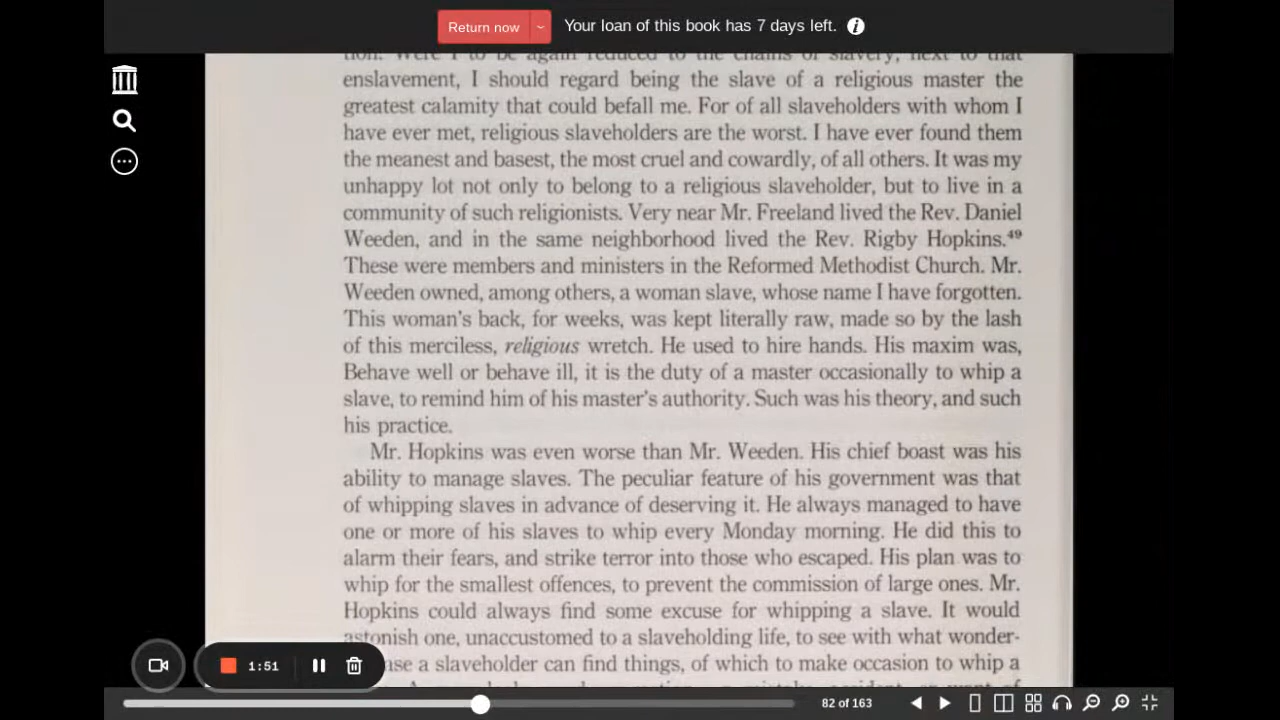 Return now
Your loan of this book has 7 days left.
tion. Were I to be again reduced to the chains of slavery, next to that
enslavement, I should regard being the slave of a religious master the
greatest calamity that could befall me. For of all slaveholders with whom I
have ever met, religious slaveholders are the worst. I have ever found them
the meanest and basest, the most cruel and cowardly, of all others. It was my
unhappy lot not only to belong to a religious slaveholder, but to live in a
community of such religionists. Very near Mr. Freeland lived the Rev. Daniel
Weeden, and in the same neighborhood lived the Rev. Rigby Hopkins.⁴⁹
These were members and ministers in the Reformed Methodist Church. Mr.
Weeden owned, among others, a woman slave, whose name I have forgotten.
This woman's back, for weeks, was kept literally raw, made so by the lash
of this merciless, religious wretch. He used to hire hands. His maxim was,
Behave well or behave ill, it is the duty of a master occasionally to whip a
slave, to remind him of his master's authority. Such was his theory, and such
his practice.
Mr. Hopkins was even worse than Mr. Weeden. His chief boast was his
ability to manage slaves. The peculiar feature of his government was that
of whipping slaves in advance of deserving it. He always managed to have
one or more of his slaves to whip every Monday morning. He did this to
alarm their fears, and strike terror into those who escaped. His plan was to
whip for the smallest offences, to prevent the commission of large ones. Mr.
Hopkins could always find some excuse for whipping a slave. It would
astonish one, unaccustomed to a slaveholding life, to see with what wonder-
ase a slaveholder can find things, of which to make occasion to whip a
1:51
82 of 163